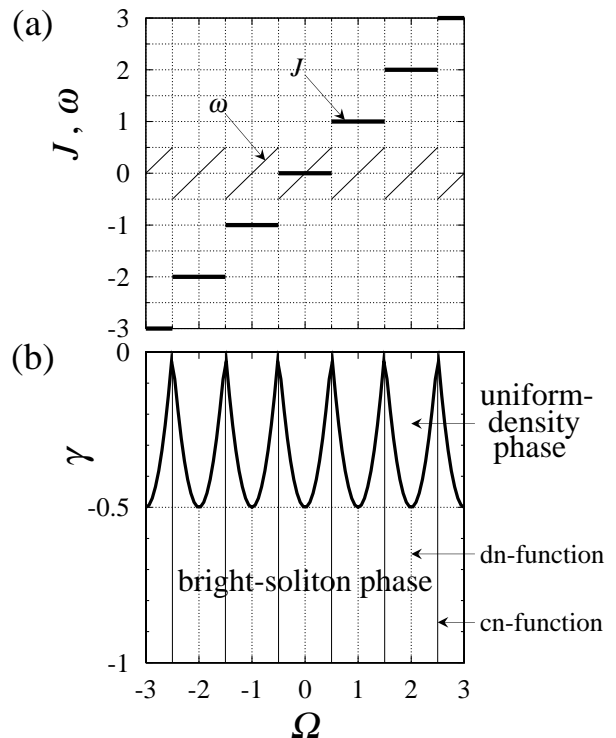 (a)
J , ω
3
2
1
0
-1
-2
-3
J
ω
(b)
γ
0
-0.5
-1
uniform-
density
phase
dn-function
bright-soliton phase
cn-function
-3 -2 -1 0 1 2 3
Ω